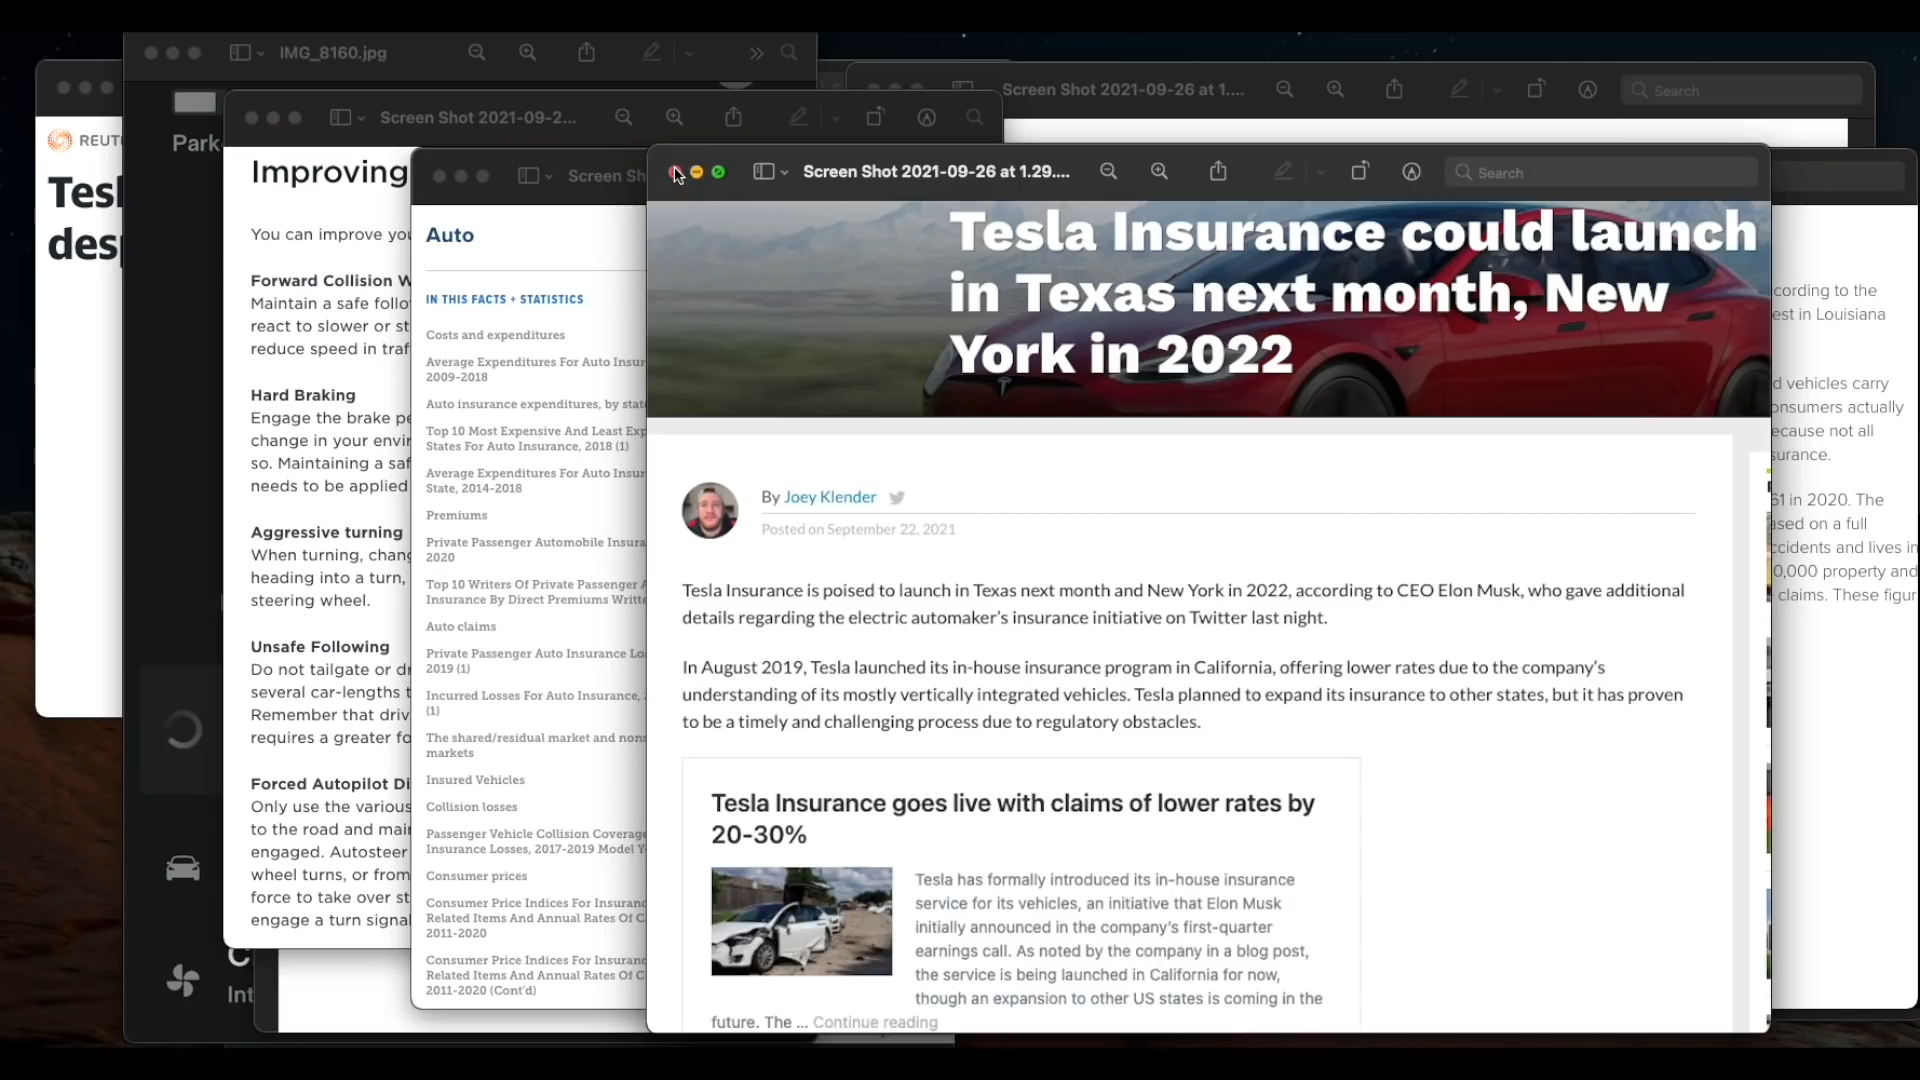 IMG_8160.jpg
Screen Shot 2021-09-26 at 1....
Search
Screen Shot 2021-09-2...
Park
REUT
Tesl
desp
Screen Sh
Screen Shot 2021-09-26 at 1.29....
Search
Improving
You can improve you
Forward Collision W
Maintain a safe follo
react to slower or st
reduce speed in traf
Hard Braking
Engage the brake pe
change in your envir
so. Maintaining a saf
needs to be applied
Aggressive turning
When turning, chang
heading into a turn,
steering wheel.
Unsafe Following
Do not tailgate or dr
several car-lengths t
Remember that driv
requires a greater fo
Forced Autopilot Di
Only use the various
to the road and mai
engaged. Autosteer
wheel turns, or from
force to take over st
engage a turn signal
Int
Auto
IN THIS FACTS + STATISTICS
Costs and expenditures
Average Expenditures For Auto Insur
2009-2018
Auto insurance expenditures, by stat
Top 10 Most Expensive And Least Exp
States For Auto Insurance, 2018 (1)
Average Expenditures For Auto Insur
State, 2014-2018
Premiums
Private Passenger Automobile Insura
2020
Top 10 Writers Of Private Passenger A
Insurance By Direct Premiums Writte
Auto claims
Private Passenger Auto Insurance Lo
2019 (1)
Incurred Losses For Auto Insurance,
(1)
The shared/residual market and nons
markets
Insured Vehicles
Collision losses
Passenger Vehicle Collision Coverage
Insurance Losses, 2017-2019 Model Y
Consumer prices
Consumer Price Indices For Insuranc
Related Items And Annual Rates Of C
2011-2020
Consumer Price Indices For Insuranc
Related Items And Annual Rates Of C
2011-2020 (Cont'd)
Tesla Insurance could launch
in Texas next month, New
York in 2022
By Joey Klender
Posted on September 22, 2021
Tesla Insurance is poised to launch in Texas next month and New York in 2022, according to CEO Elon Musk, who gave additional
details regarding the electric automaker’s insurance initiative on Twitter last night.
In August 2019, Tesla launched its in-house insurance program in California, offering lower rates due to the company’s
understanding of its mostly vertically integrated vehicles. Tesla planned to expand its insurance to other states, but it has proven
to be a timely and challenging process due to regulatory obstacles.
Tesla Insurance goes live with claims of lower rates by
20-30%
Tesla has formally introduced its in-house insurance
service for its vehicles, an initiative that Elon Musk
initially announced in the company’s first-quarter
earnings call. As noted by the company in a blog post,
the service is being launched in California for now,
though an expansion to other US states is coming in the
future. The ... Continue reading
cording to the
est in Louisiana
d vehicles carry
onsumers actually
ecause not all
surance.
61 in 2020. The
ased on a full
ccidents and lives in
0,000 property and
claims. These figur